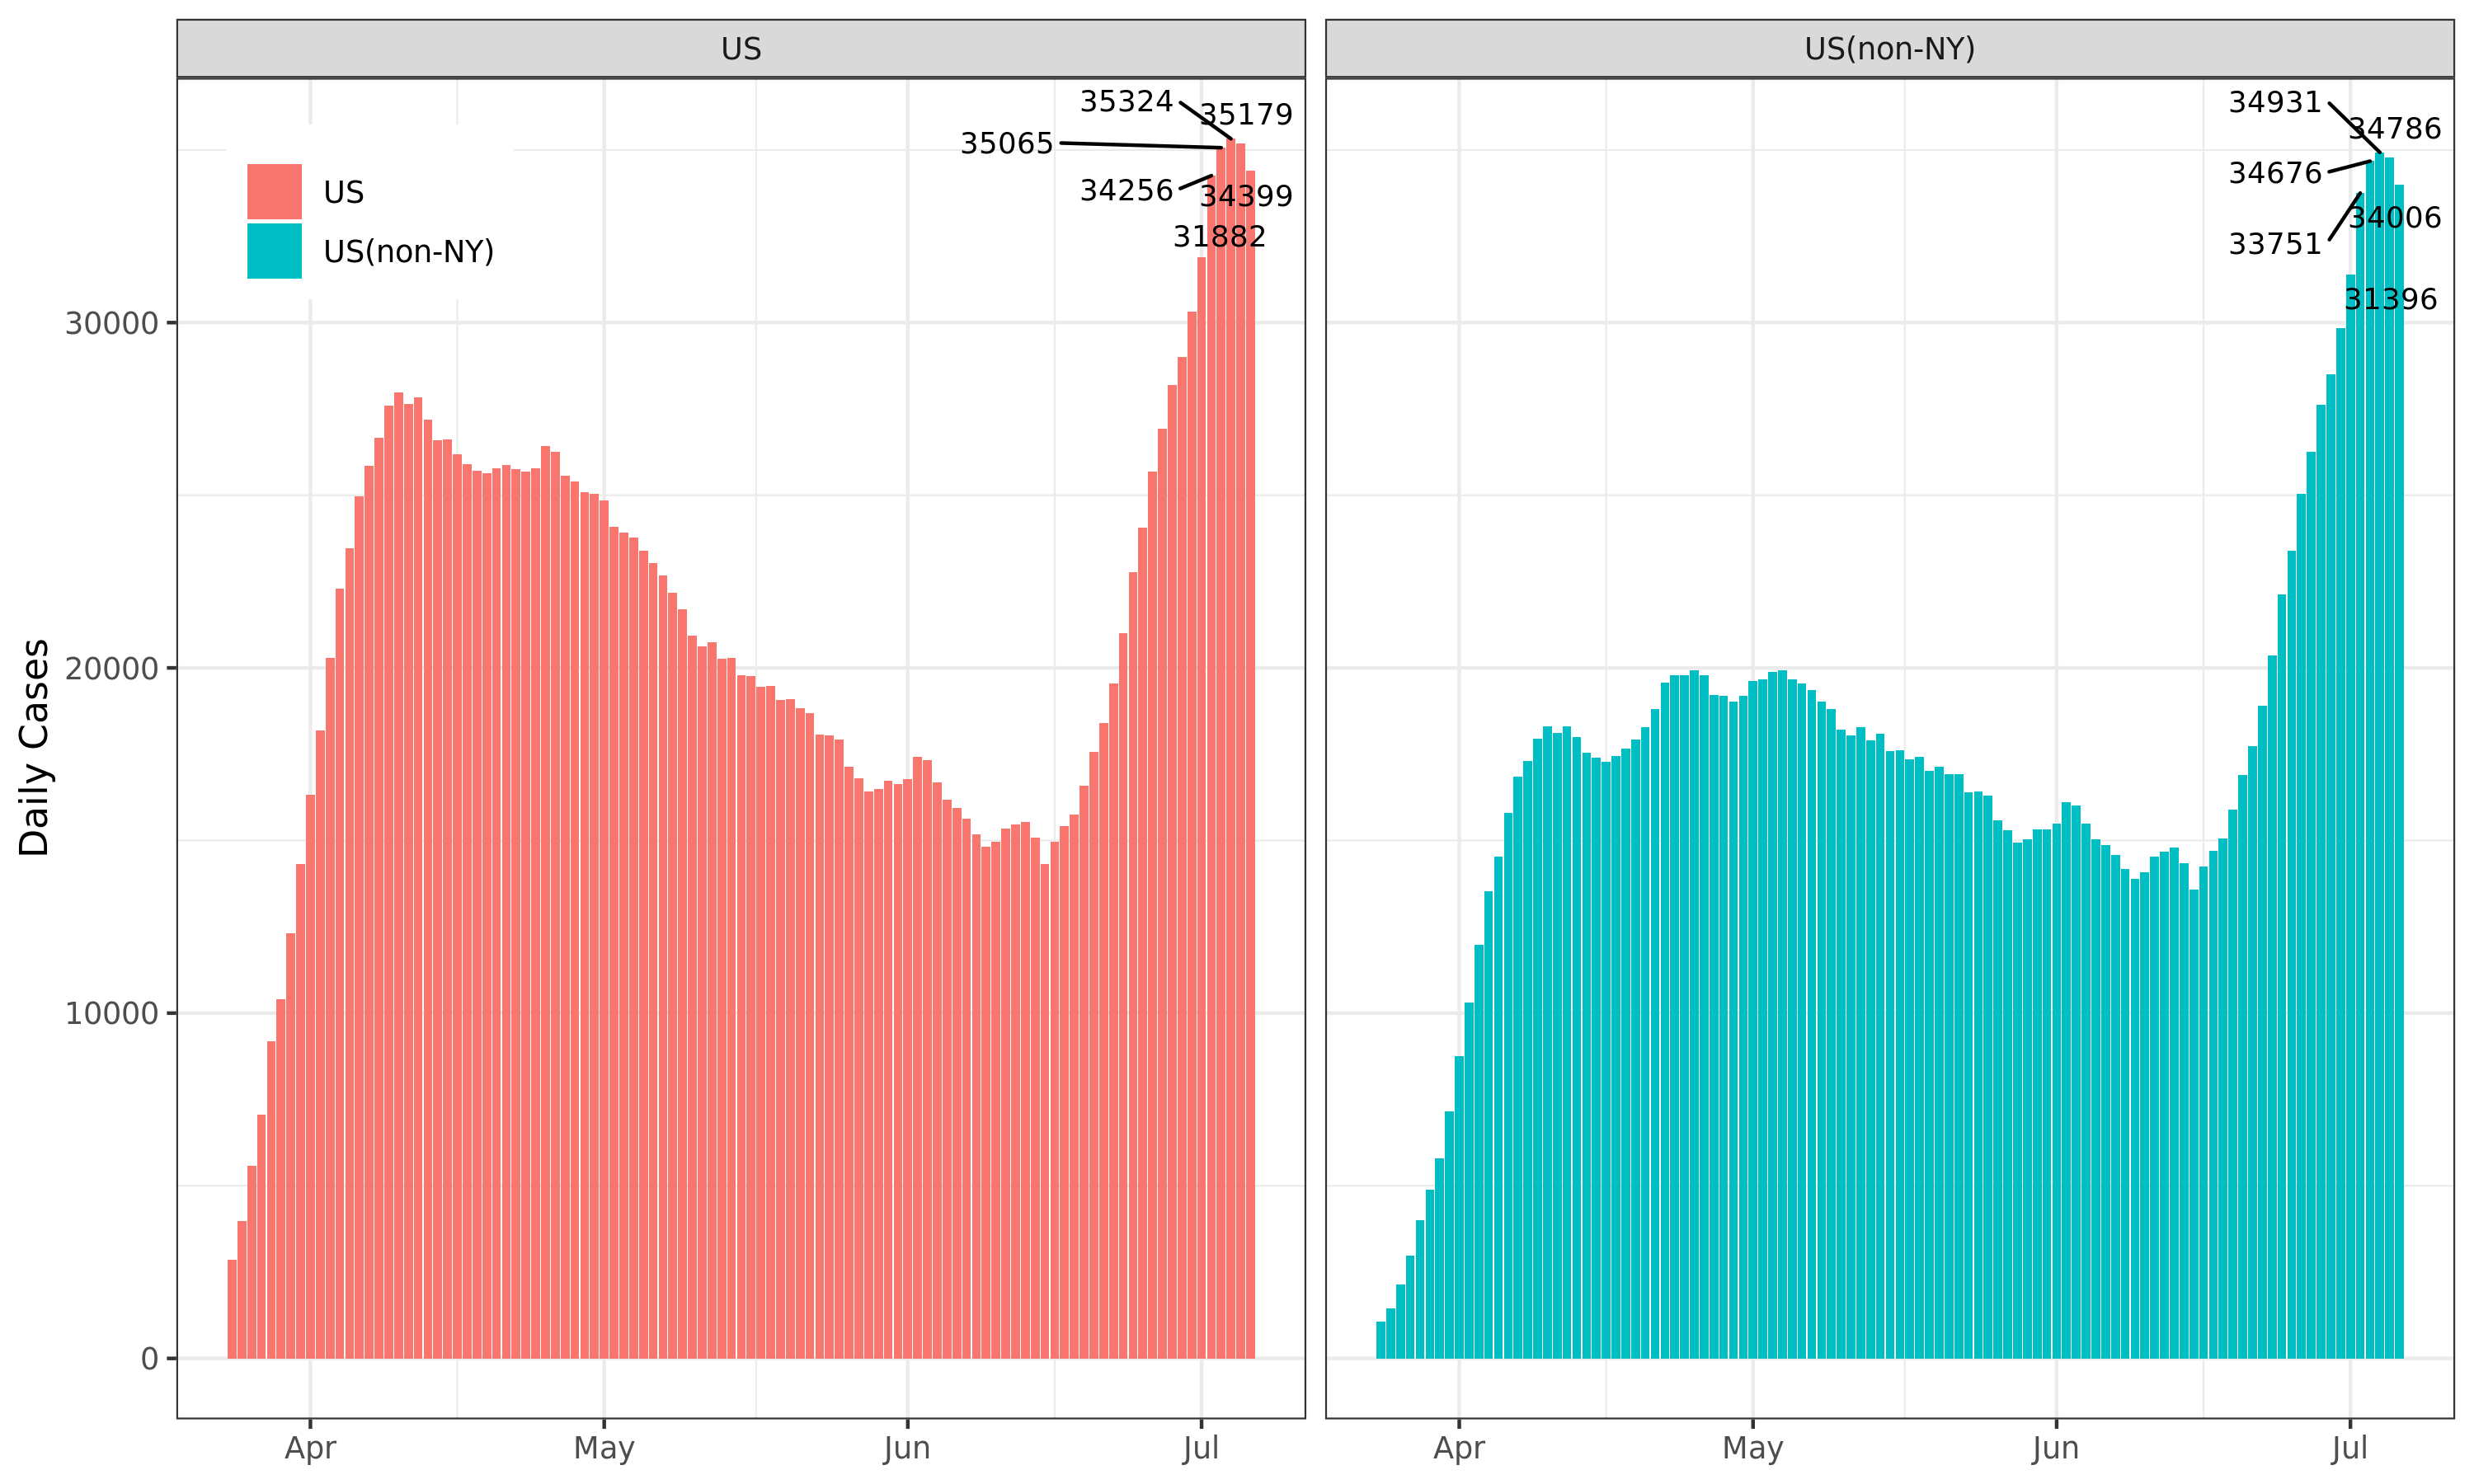 US
US(non-NY)
35324
35179
35065
34256
34399
31882
34931
34786
34676
34006
33751
31396
US
US(non-NY)
Daily Cases
30000
20000
10000
0
Apr
May
Jun
Jul
Apr
May
Jun
Jul